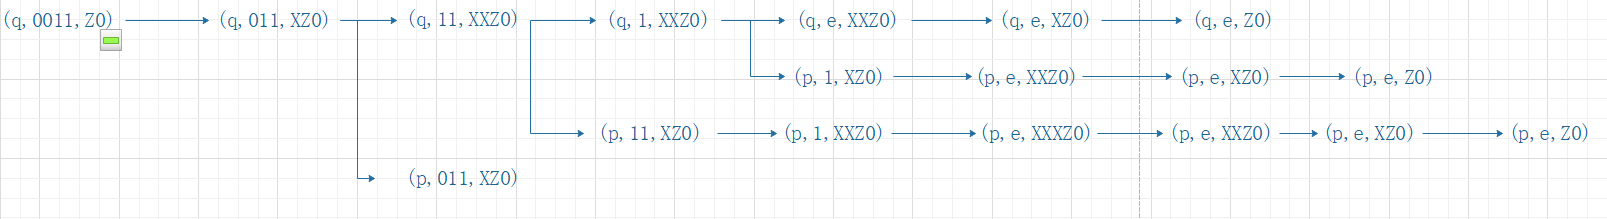 (q,0011,Z0) (q,011,XZ0) (q,11,XXZ0) (q,1,XXZ0) (q,e,XXZ0) (q,e,XZ0) (q,e,Z0)
(p,1,XZ0) (p,e,XXZ0) (p,e,XZ0) (p,e,Z0)
(p,11,XZ0) (p,1,XXZ0) (p,e,XXXZ0) (p,e,XXZ0) (p,e,XZ0) (p,e,Z0)
(p,011,XZ0)